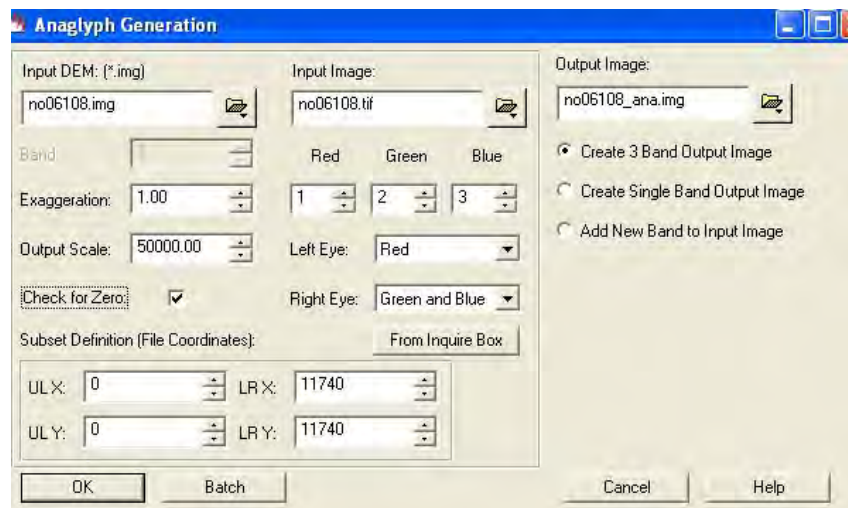 Anaglyph Generation
Input DEM: (*.img)
Input Image:
Output Image:
no06108.img
no06108.tif
no06108_ana.img
Band
1
Red
Green
Blue
Create 3 Band Output Image
Exaggeration:
1.00
1
2
3
Create Single Band Output Image
Output Scale:
50000.00
Left Eye:
Red
Add New Band to Input Image
Check for Zero:
Right Eye:
Green and Blue
Subset Definition (File Coordinates):
From Inquire Box
UL X:
0
LR X:
11740
UL Y:
0
LR Y:
11740
OK
Batch
Cancel
Help